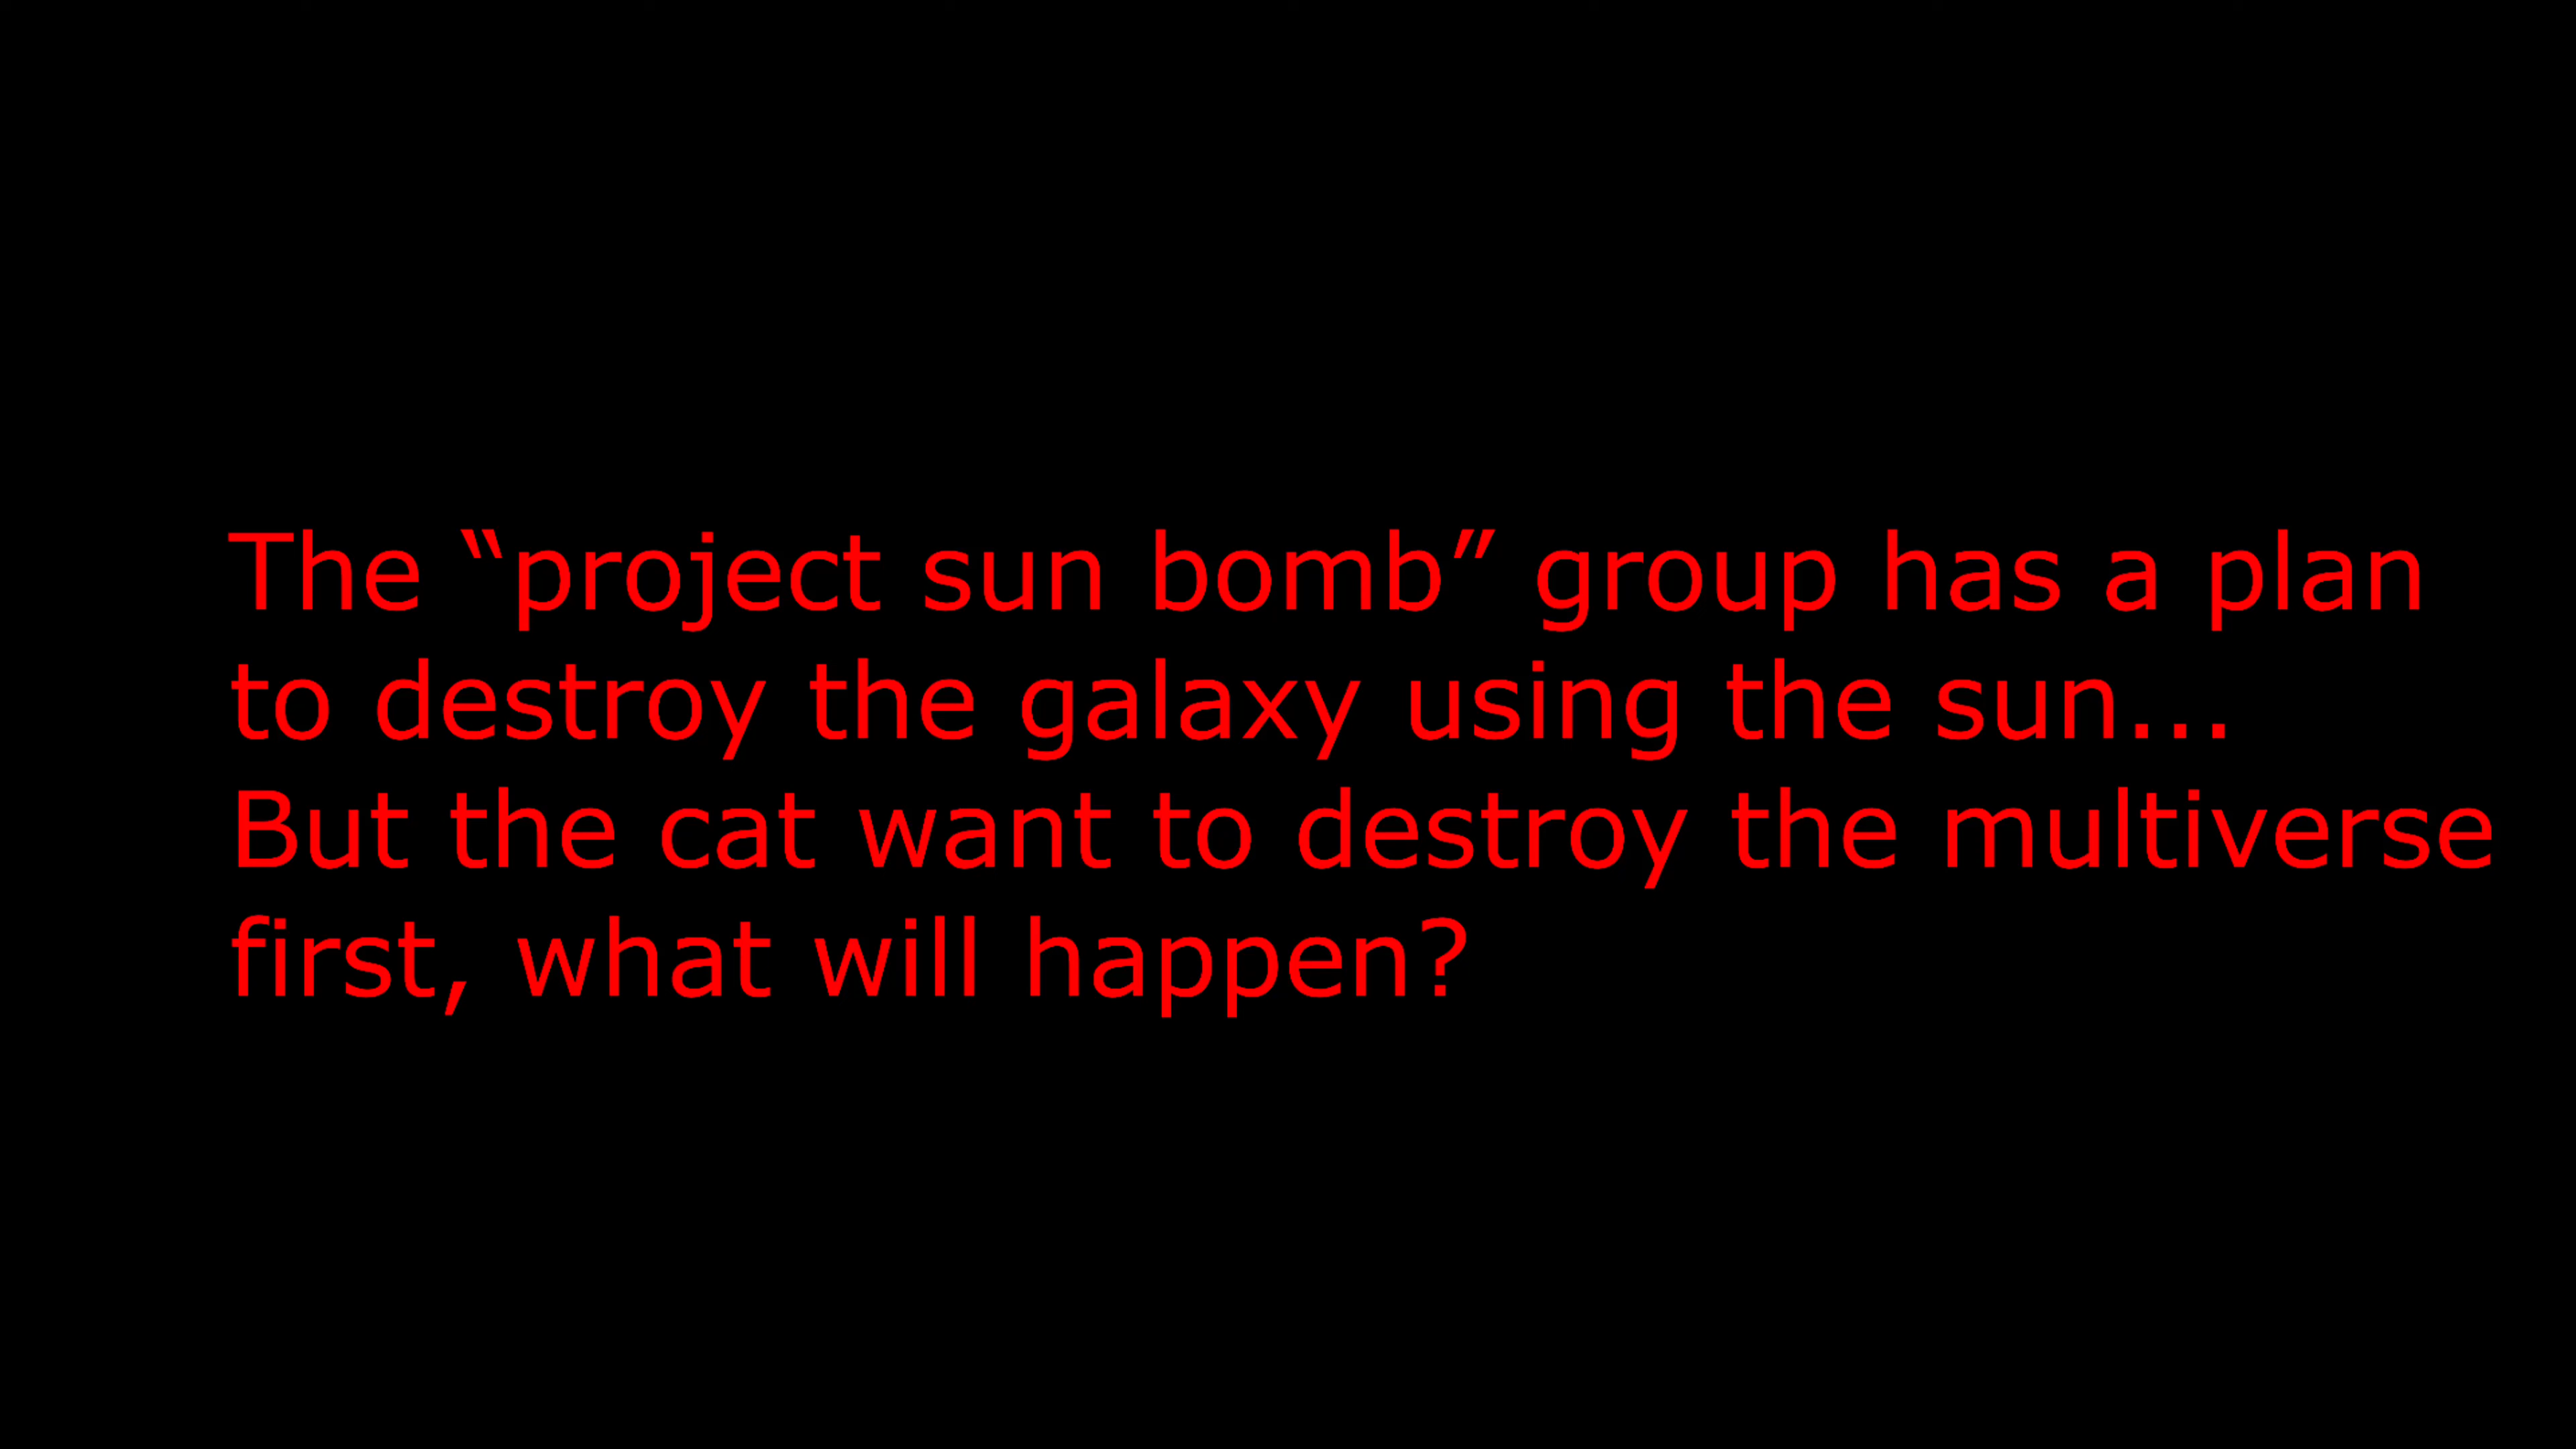 The “project sun bomb” group has a plan
to destroy the galaxy using the sun...
But the cat want to destroy the multiverse
first, what will happen?